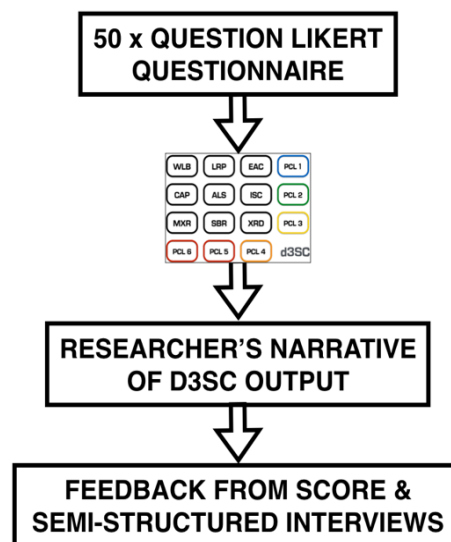 50 x QUESTION LIKERT
QUESTIONNAIRE
WLB LRP EAC PCL 1
CAP ALS ISC PCL 2
MXR SBR XRD PCL 3
PCL 6 PCL 5 PCL 4 d3SC
RESEARCHER'S NARRATIVE
OF D3SC OUTPUT
FEEDBACK FROM SCORE &
SEMI-STRUCTURED INTERVIEWS